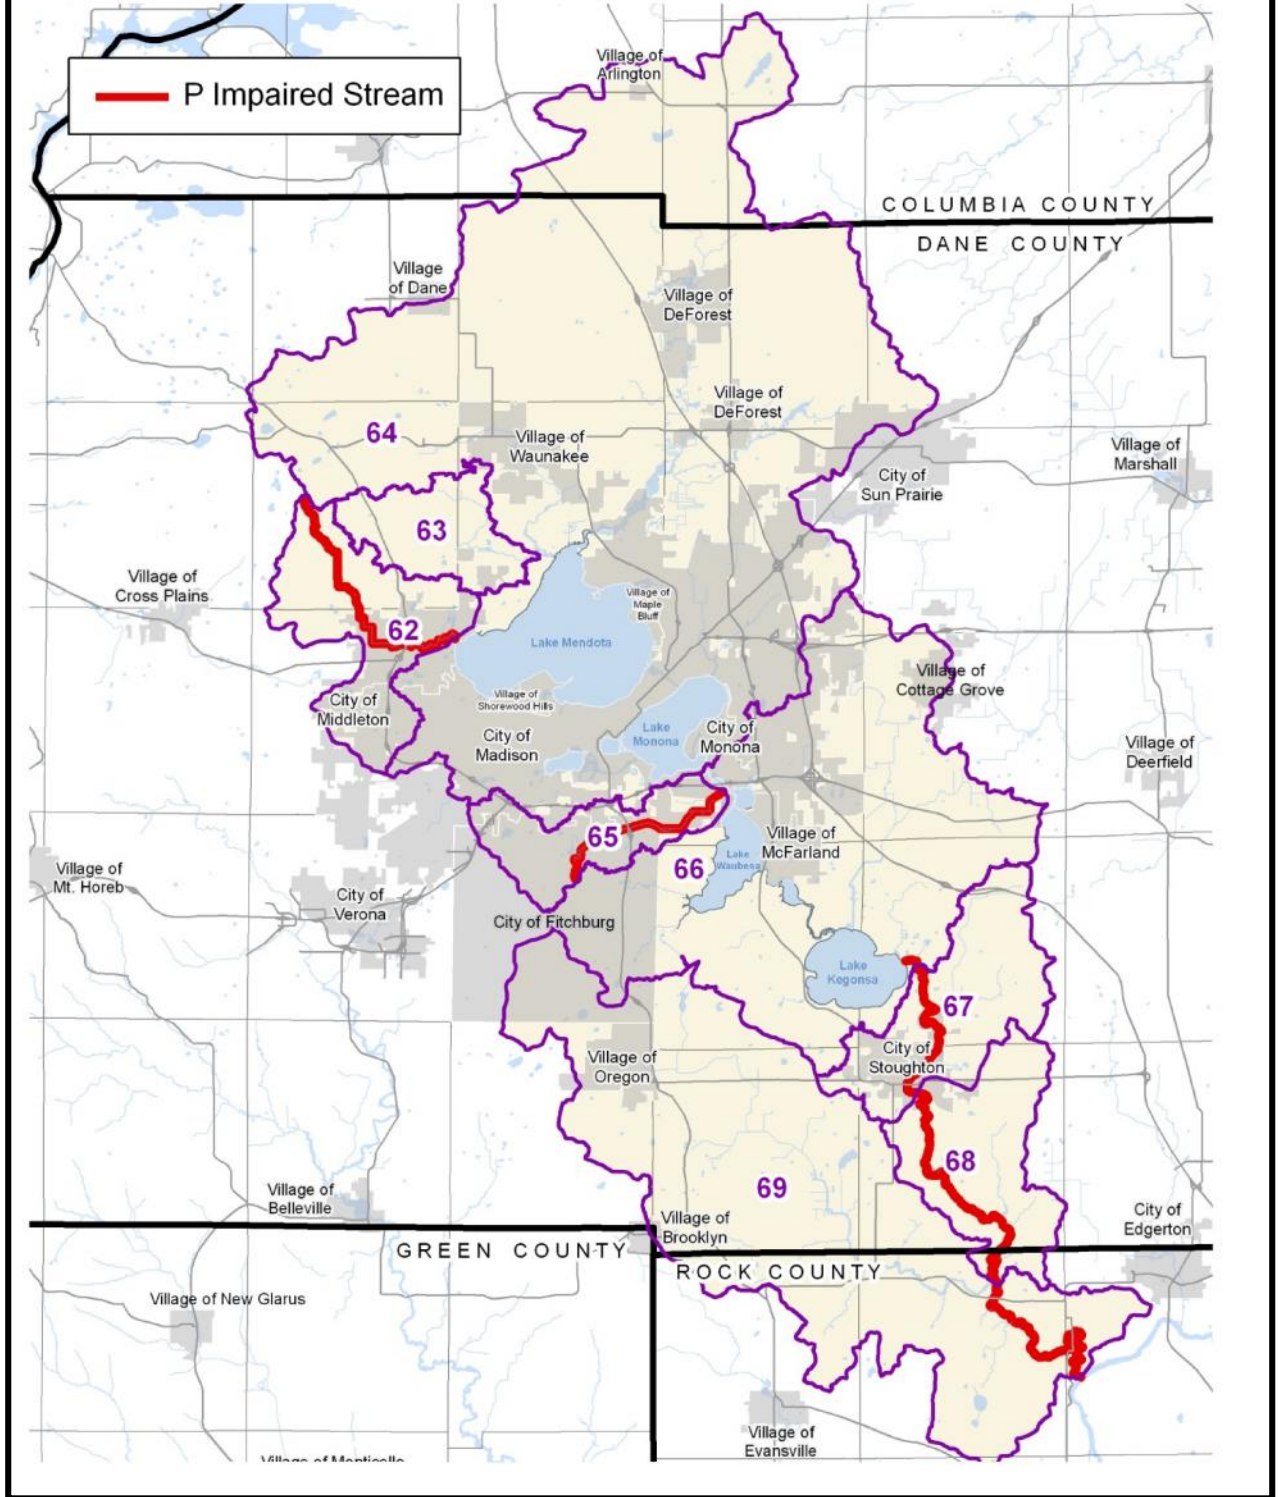 Village of
Arlington
P Impaired Stream
COLUMBIA COUNTY
DANE COUNTY
Village
of Dane
Village of
DeForest
Village of
DeForest
64
Village of
Waunakee
Village of
Marshall
City of
Sun Prairie
63
Village of
Cross Plains
Village of
Maple
Bluff
62
Lake Mendota
Village of
Cottage Grove
City of
Middleton
Village of
Shorewood Hills
City of
Madison
Lake
Monona
City of
Monona
Village of
Deerfield
65
Village of
McFarland
Lake
Waubesa
66
Village of
Mt. Horeb
City of
Verona
City of Fitchburg
Lake
Kegonsa
67
City of
Stoughton
Village of
Oregon
68
69
Village of
Belleville
Village of
Brooklyn
City of
Edgerton
GREEN COUNTY
ROCK COUNTY
Village of New Glarus
Village of
Evansville
Village of Monticello